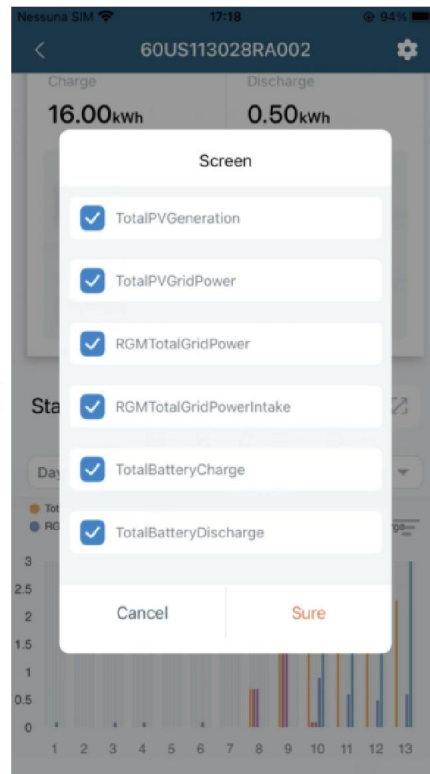 Nessuna SIM 17:18 94%
60US113028RA002
Charge Discharge
16.00kWh 0.50kWh
Screen
TotalPVGeneration
TotalPVGridPower
RGMTotalGridPower
RGMTotalGridPowerIntake
TotalBatteryCharge
TotalBatteryDischarge
Cancel Sure
3
2.5
2
1.5
1
0.5
0
1 2 3 4 5 6 7 8 9 10 11 12 13